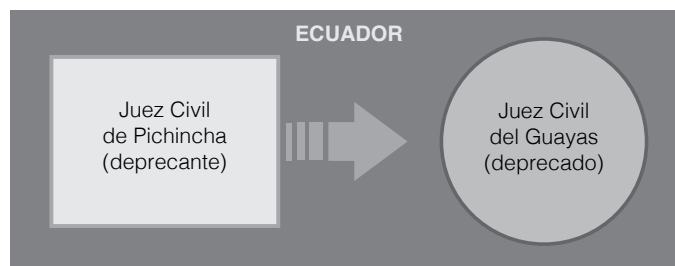 ECUADOR
Juez Civil
de Pichincha
(deprecante)
Juez Civil
del Guayas
(deprecado)